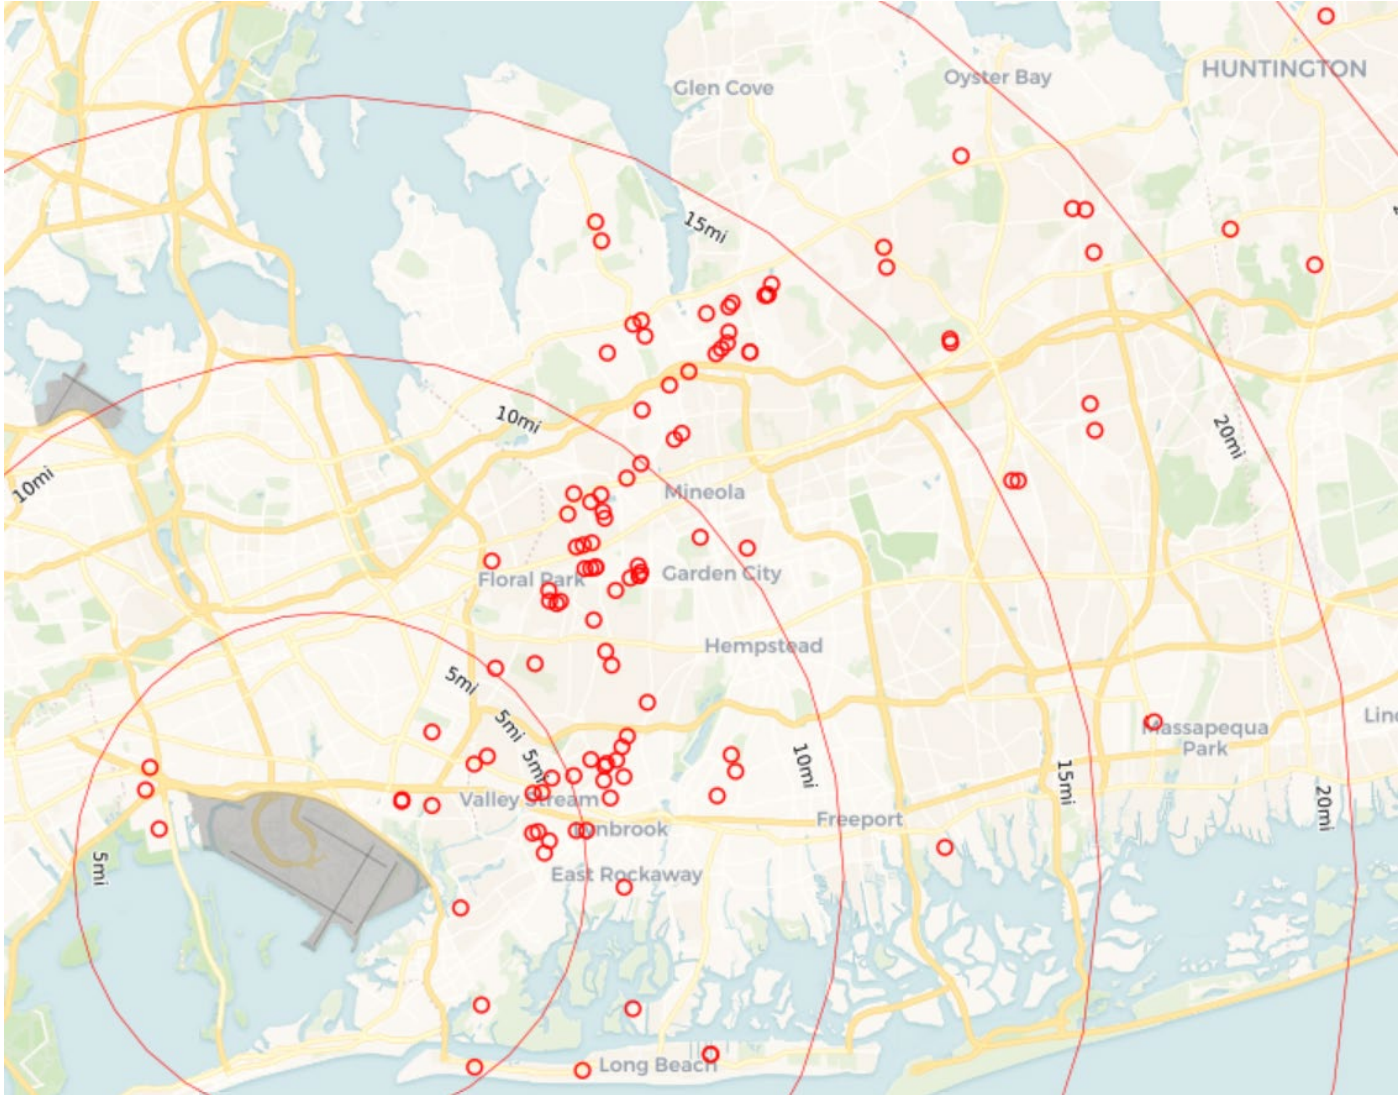 Glen Cove
Oyster Bay
HUNTINGTON
15mi
10mi
20mi
10mi
Mineola
Floral Park
Garden City
Hempstead
5mi
5mi
5mi
10mi
15mi
20mi
Massapequa
Park
Valley Stream
Freeport
East Rockaway
5mi
Long Beach